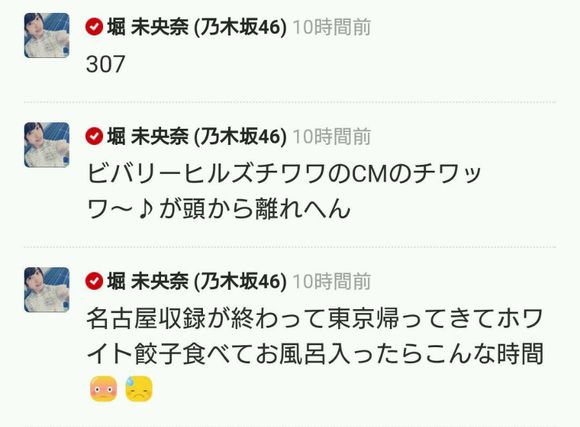 堀 未央奈 (乃木坂46) 10時間前
307
堀 未央奈 (乃木坂46) 10時間前
ビバリーヒルズチワワのCMのチワッ
ワ〜♪が頭から離れへん
堀 未央奈 (乃木坂46) 10時間前
名古屋収録が終わって東京帰ってきてホワ
イト餃子食べてお風呂入ったらこんな時間
😳😓